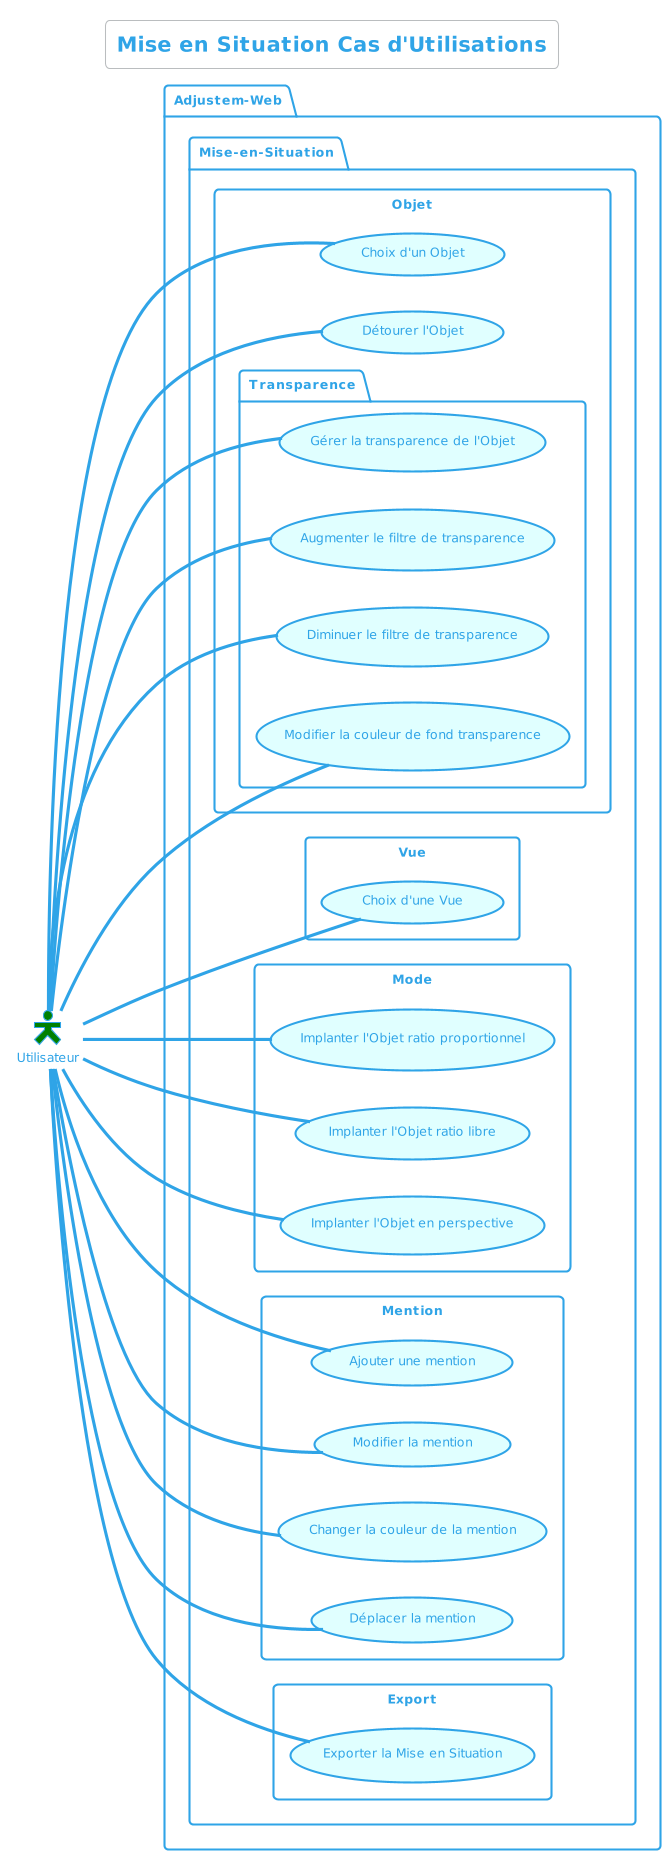 Mise en Situation Cas d'Utilisations
Adjustem-Web
Mise-en-Situation
Objet
Choix d'un Objet
Détourer l'Objet
Transparence
Gérer la transparence de l'Objet
Augmenter le filtre de transparence
Diminuer le filtre de transparence
Modifier la couleur de fond transparence
Vue
Choix d'une Vue
Mode
Implanter l'Objet ratio proportionnel
Utilisateur
Implanter l'Objet ratio libre
Implanter l'Objet en perspective
Mention
Ajouter une mention
Modifier la mention
Changer la couleur de la mention
Déplacer la mention
Export
Exporter la Mise en Situation